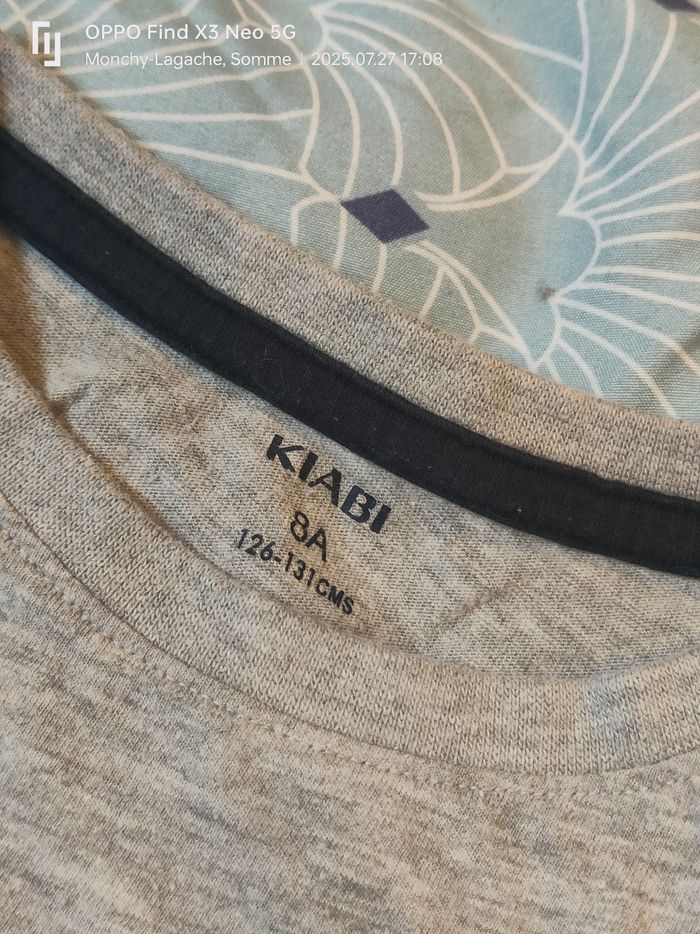 OPPO Find X3 Neo 5G
Monchy-Lagache, Somme | 2025.07.27 17:08
KIABI
8A
126-131CMS